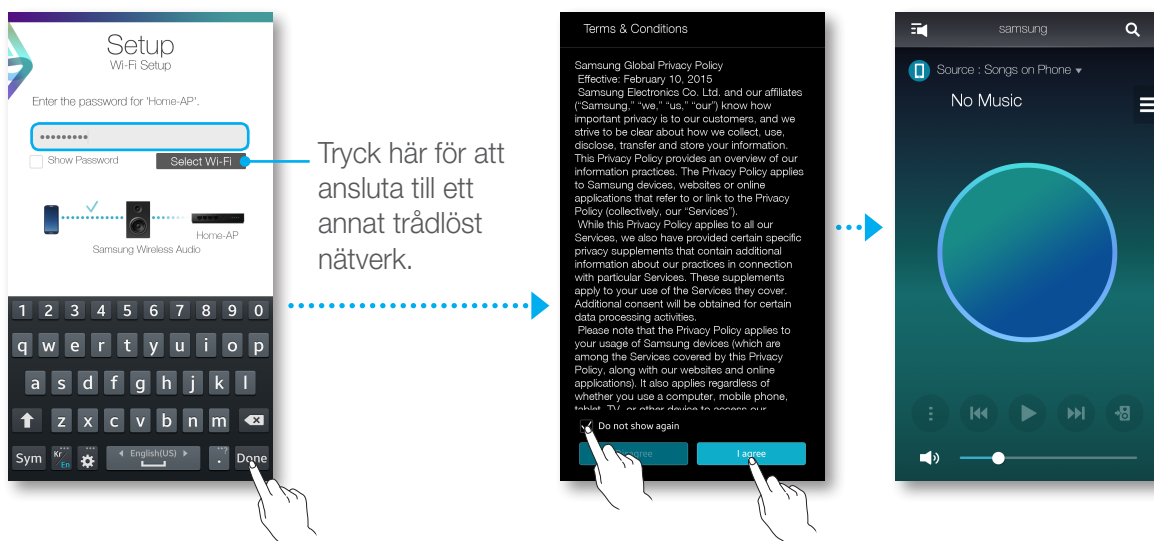 Setup
Wi-Fi Setup
Enter the password for 'Home-AP'.
Show Password
Select Wi-Fi
Home-AP
Samsung Wireless Audio
1 2 3 4 5 6 7 8 9 0
q w e r t y u i o p
a s d f g h j k l
z x c v b n m
Sym Kr En English(US) ? . Done
Tryck här för att
ansluta till ett
annat trådlöst
nätverk.
Terms & Conditions
Samsung Global Privacy Policy
Effective: February 10, 2015
Samsung Electronics Co. Ltd. and our affiliates
("Samsung," "we," "us," "our") know how
important privacy is to our customers, and we
strive to be clear about how we collect, use,
disclose, transfer and store your information.
This Privacy Policy provides an overview of our
information practices. The Privacy Policy applies
to Samsung devices, websites or online
applications that refer to or link to the Privacy
Policy (collectively, our "Services").
While this Privacy Policy applies to all our
Services, we also have provided certain specific
privacy supplements that contain additional
information about our practices in connection
with particular Services. These supplements
apply to your use of the Services they cover.
Additional consent will be obtained for certain
data processing activities.
Please note that the Privacy Policy applies to
your usage of Samsung devices (which are
among the Services covered by this Privacy
Policy, along with our websites and online
applications). It also applies regardless of
whether you use a computer, mobile phone,
tablet, TV, or other device to access our
Do not show again
I agree
samsung
Source : Songs on Phone
No Music